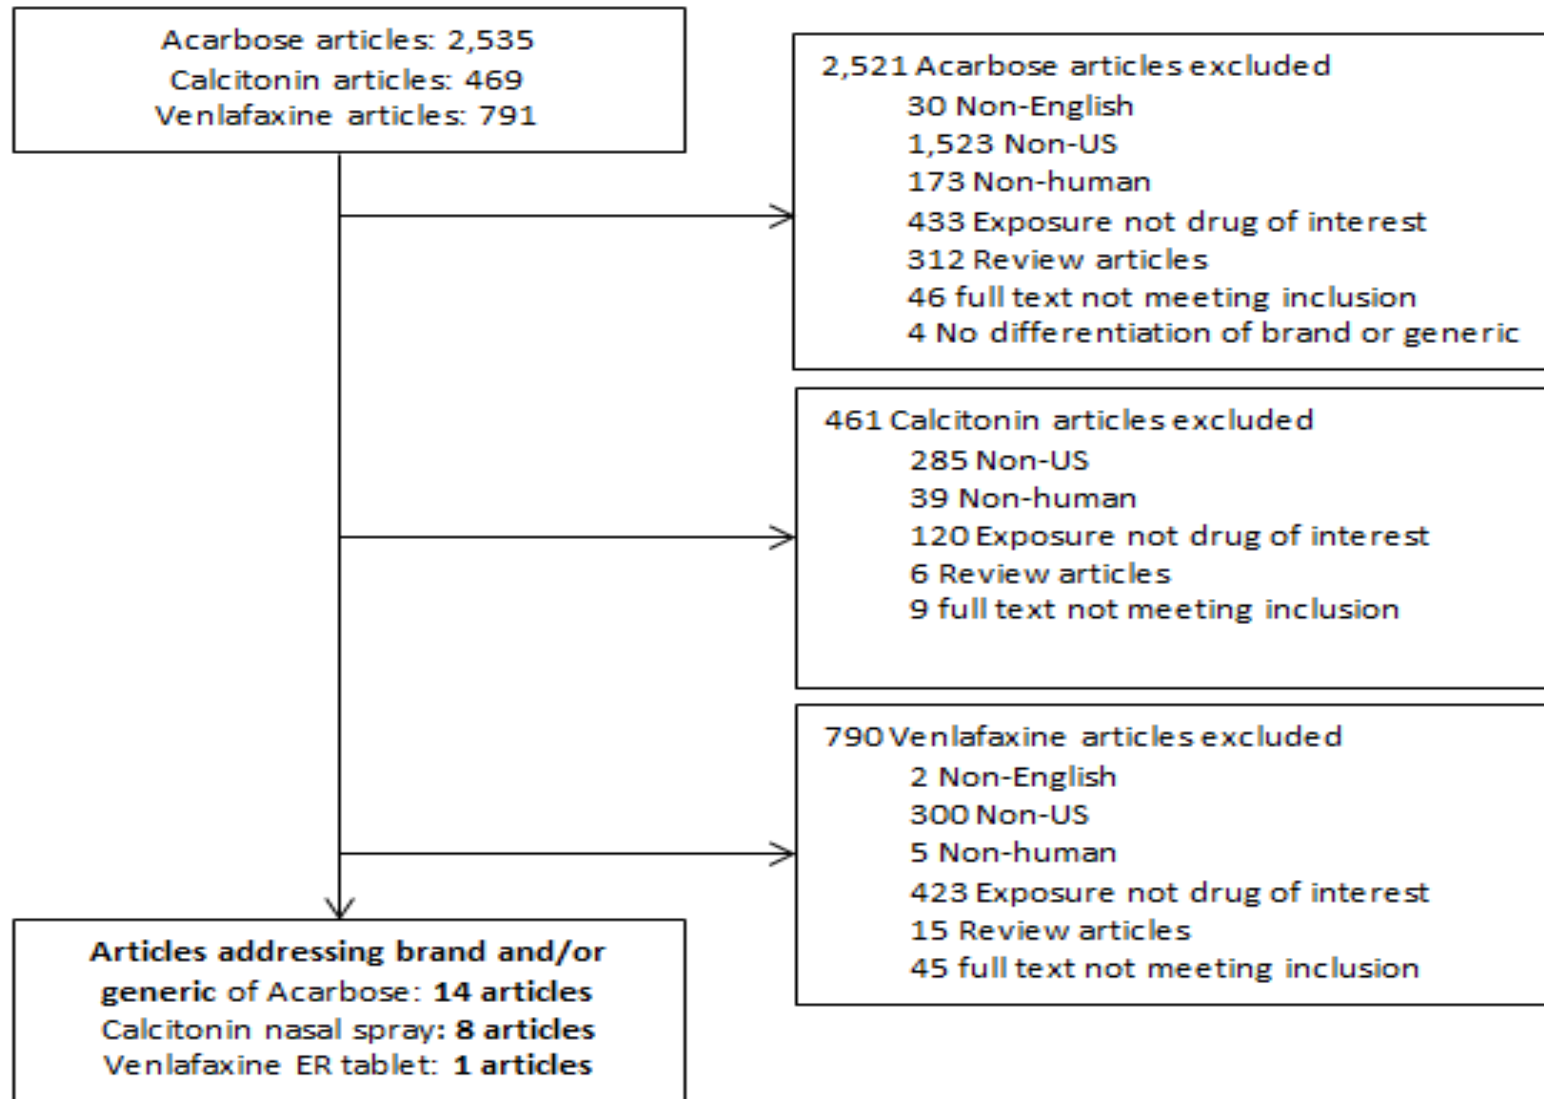 Acarbose articles: 2,535
Calcitonin articles: 469
Venlafaxine articles: 791
2,521 Acarbose articles excluded
30 Non-English
1,523 Non-US
173 Non-human
433 Exposure not drug of interest
312 Review articles
46 full text not meeting inclusion
4 No differentiation of brand or generic
461 Calcitonin articles excluded
285 Non-US
39 Non-human
120 Exposure not drug of interest
6 Review articles
9 full text not meeting inclusion
790 Venlafaxine articles excluded
2 Non-English
300 Non-US
5 Non-human
423 Exposure not drug of interest
15 Review articles
45 full text not meeting inclusion
Articles addressing brand and/or
generic of Acarbose: 14 articles
Calcitonin nasal spray: 8 articles
Venlafaxine ER tablet: 1 articles